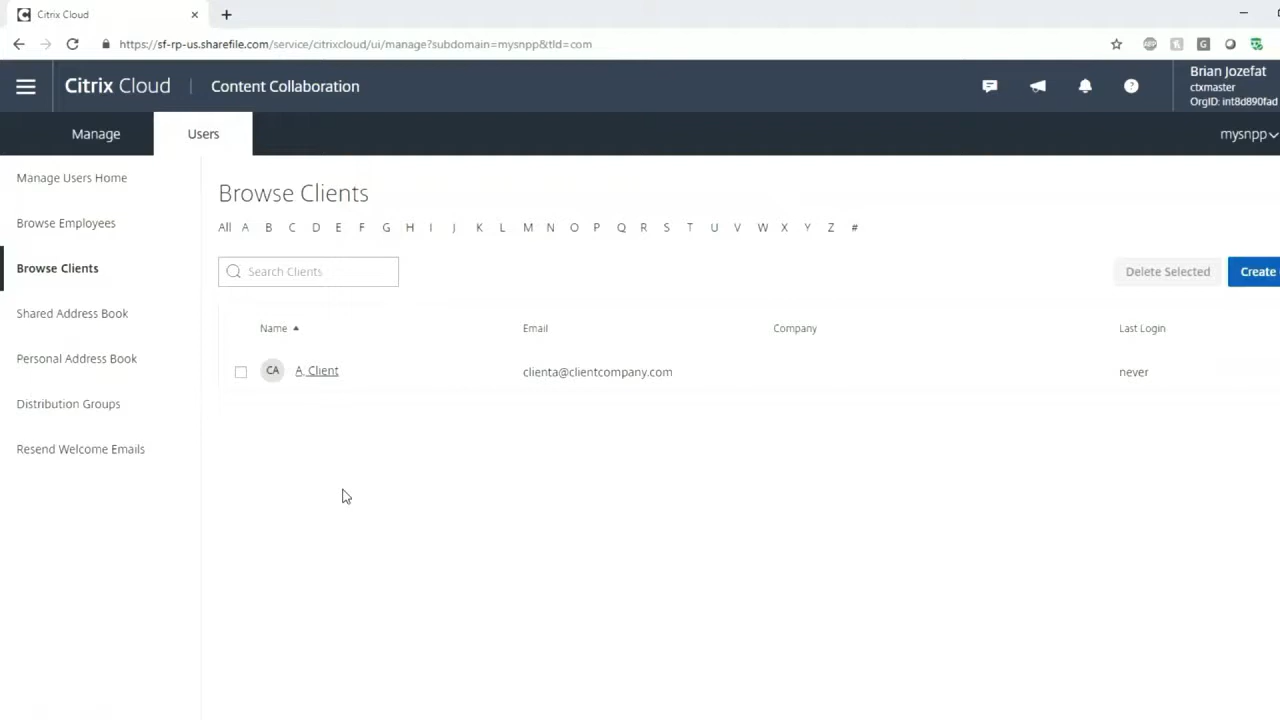 Citrix Cloud
https://sf-rp-us.sharefile.com/service/citrixcloud/ui/manage?subdomain=mysnpp&tld=com
Citrix Cloud
Content Collaboration
Brian Jozefat
ctxmaster
OrgID: int8d890fad
Manage
Users
mysnpp
Manage Users Home
Browse Employees
Browse Clients
Shared Address Book
Personal Address Book
Distribution Groups
Resend Welcome Emails
Browse Clients
All A B C D E F G H I J K L M N O P Q R S T U V W X Y Z #
Search Clients
Delete Selected
Create
Name Email Company Last Login
CA A, Client clienta@clientcompany.com never